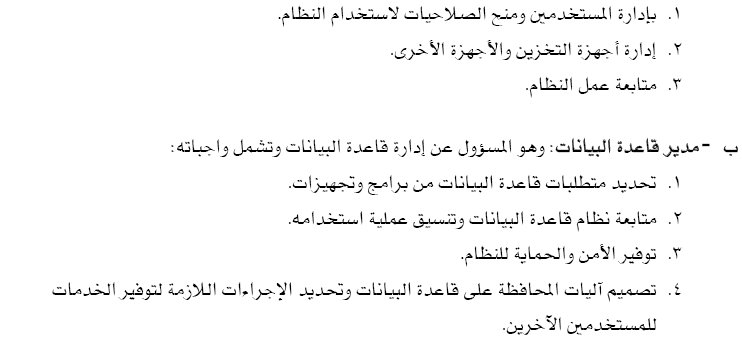 ١. بإدارة المستخدمين ومنح الصلاحيات لاستخدام النظام.
٢. إدارة أجهزة التخزين والأجهزة الأخرى.
٣. متابعة عمل النظام.
ب - مدير قاعدة البيانات: وهو المسؤول عن إدارة قاعدة البيانات وتشمل واجباته:
١. تحديد متطلبات قاعدة البيانات من برامج وتجهيزات.
٢. متابعة نظام قاعدة البيانات وتنسيق عملية استخدامه.
٣. توفير الأمن والحماية للنظام.
٤. تصميم آليات المحافظة على قاعدة البيانات وتحديد الإجراءات اللازمة لتوفير الخدمات
للمستخدمين الآخرين.